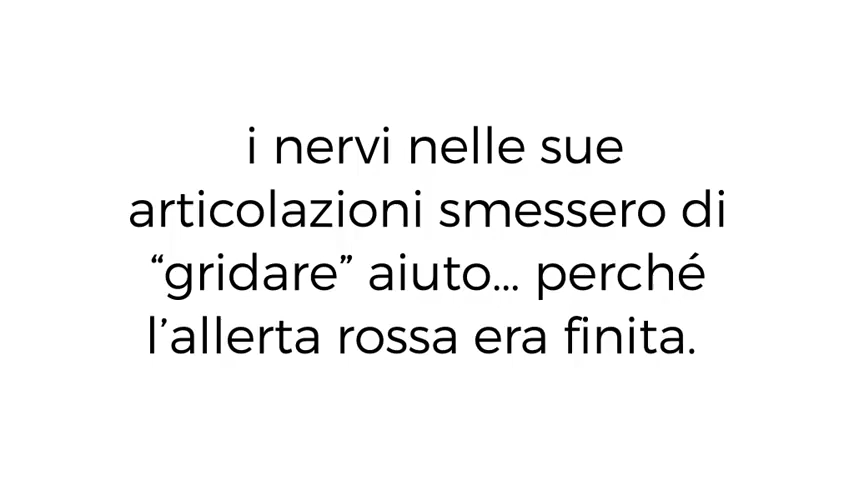 i nervi nelle sue
articolazioni smessero di
“gridare” aiuto... perché
l’allerta rossa era finita.